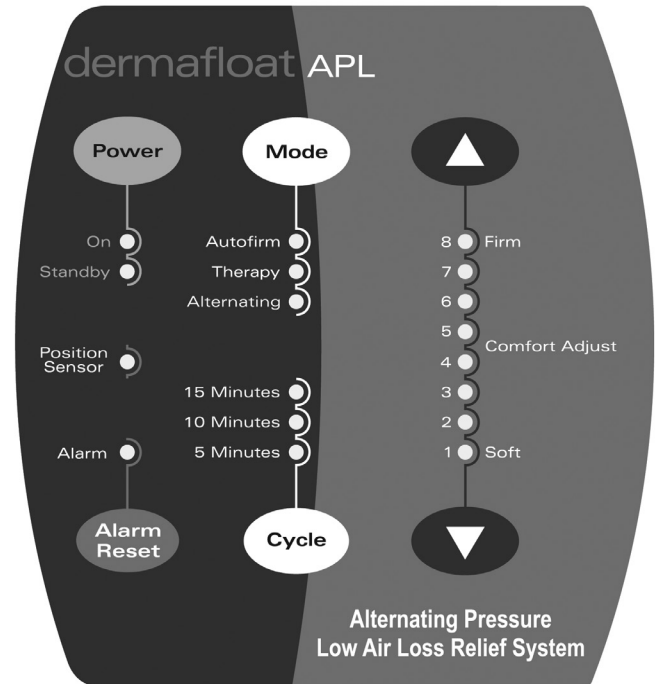 dermafloat APL
Power
On
Standby
Position
Sensor
Alarm
Alarm
Reset
Mode
Autofirm
Therapy
Alternating
15 Minutes
10 Minutes
5 Minutes
Cycle
8 Firm
7
6
5
Comfort Adjust
4
3
2
1 Soft
Alternating Pressure
Low Air Loss Relief System